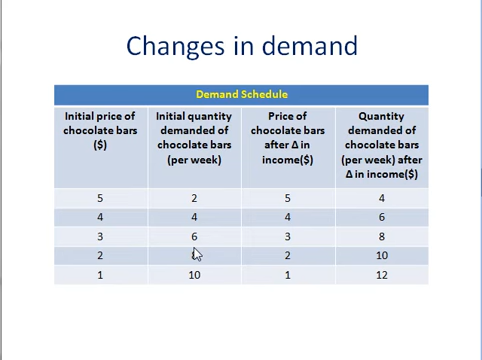 Changes in demand
Demand Schedule
Initial price of chocolate bars ($) Initial quantity demanded of chocolate bars (per week) Price of chocolate bars after Δ in income($) Quantity demanded of chocolate bars (per week) after Δ in income($)
5 2 5 4
4 4 4 6
3 6 3 8
2 2 10
1 10 1 12